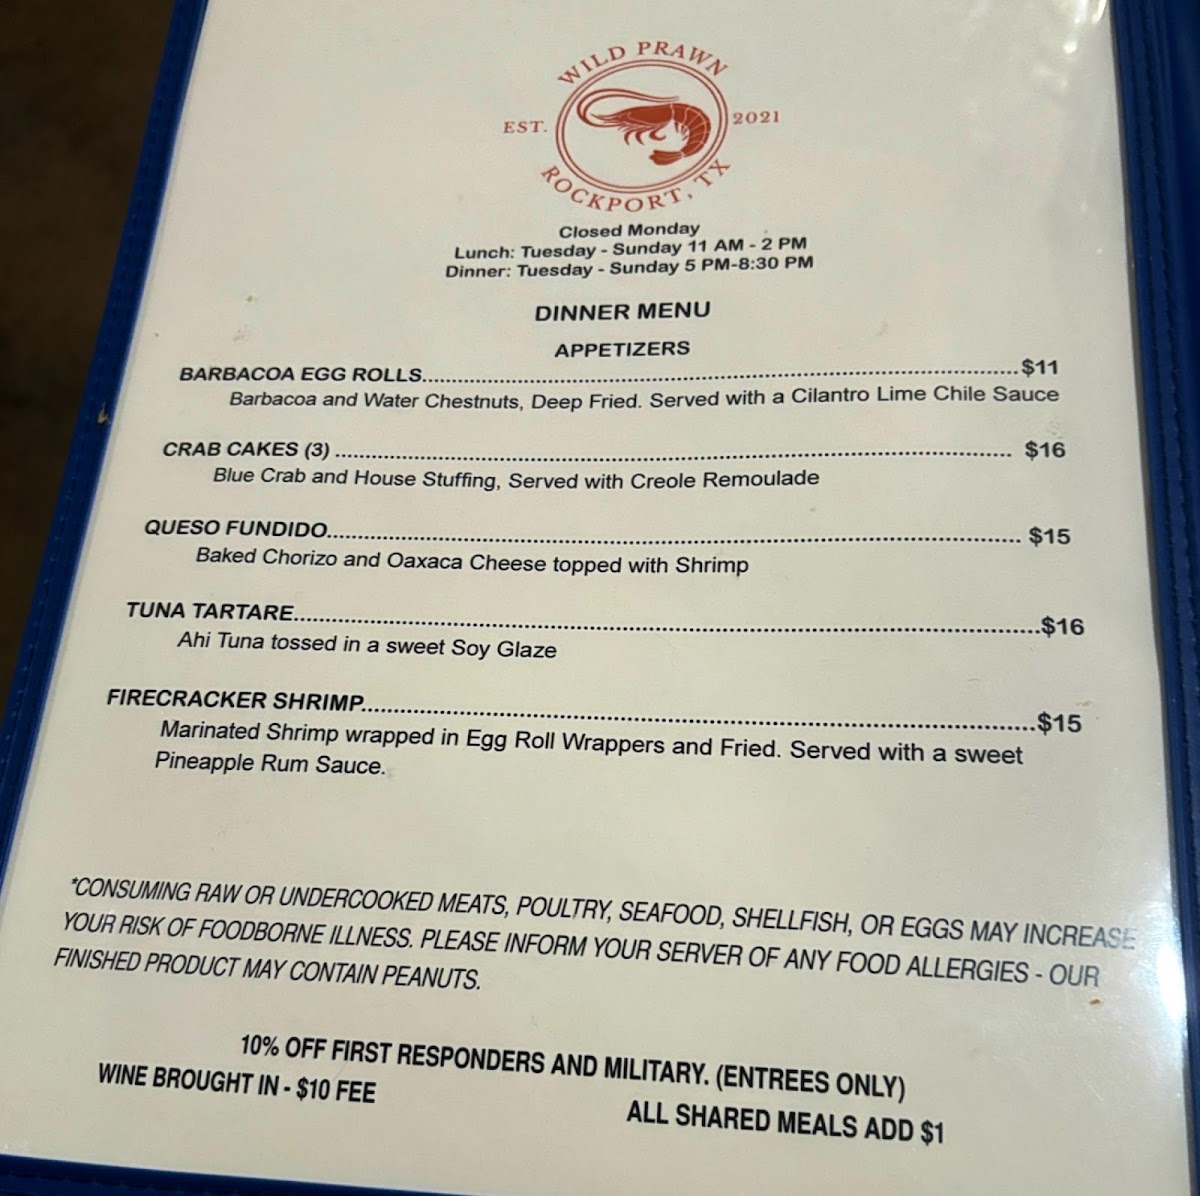 WILD PRAWN
EST. 2021
ROCKPORT, TX
Closed Monday
Lunch: Tuesday - Sunday 11 AM - 2 PM
Dinner: Tuesday - Sunday 5 PM-8:30 PM
DINNER MENU
APPETIZERS
BARBACOA EGG ROLLS..........$11
Barbacoa and Water Chestnuts, Deep Fried. Served with a Cilantro Lime Chile Sauce
CRAB CAKES (3) .......... $16
Blue Crab and House Stuffing, Served with Creole Remoulade
QUESO FUNDIDO.......... $15
Baked Chorizo and Oaxaca Cheese topped with Shrimp
TUNA TARTARE..........$16
Ahi Tuna tossed in a sweet Soy Glaze
FIRECRACKER SHRIMP..........$15
Marinated Shrimp wrapped in Egg Roll Wrappers and Fried. Served with a sweet
Pineapple Rum Sauce.
*CONSUMING RAW OR UNDERCOOKED MEATS, POULTRY, SEAFOOD, SHELLFISH, OR EGGS MAY INCREASE
YOUR RISK OF FOODBORNE ILLNESS. PLEASE INFORM YOUR SERVER OF ANY FOOD ALLERGIES - OUR
FINISHED PRODUCT MAY CONTAIN PEANUTS.
10% OFF FIRST RESPONDERS AND MILITARY. (ENTREES ONLY)
WINE BROUGHT IN - $10 FEE
ALL SHARED MEALS ADD $1